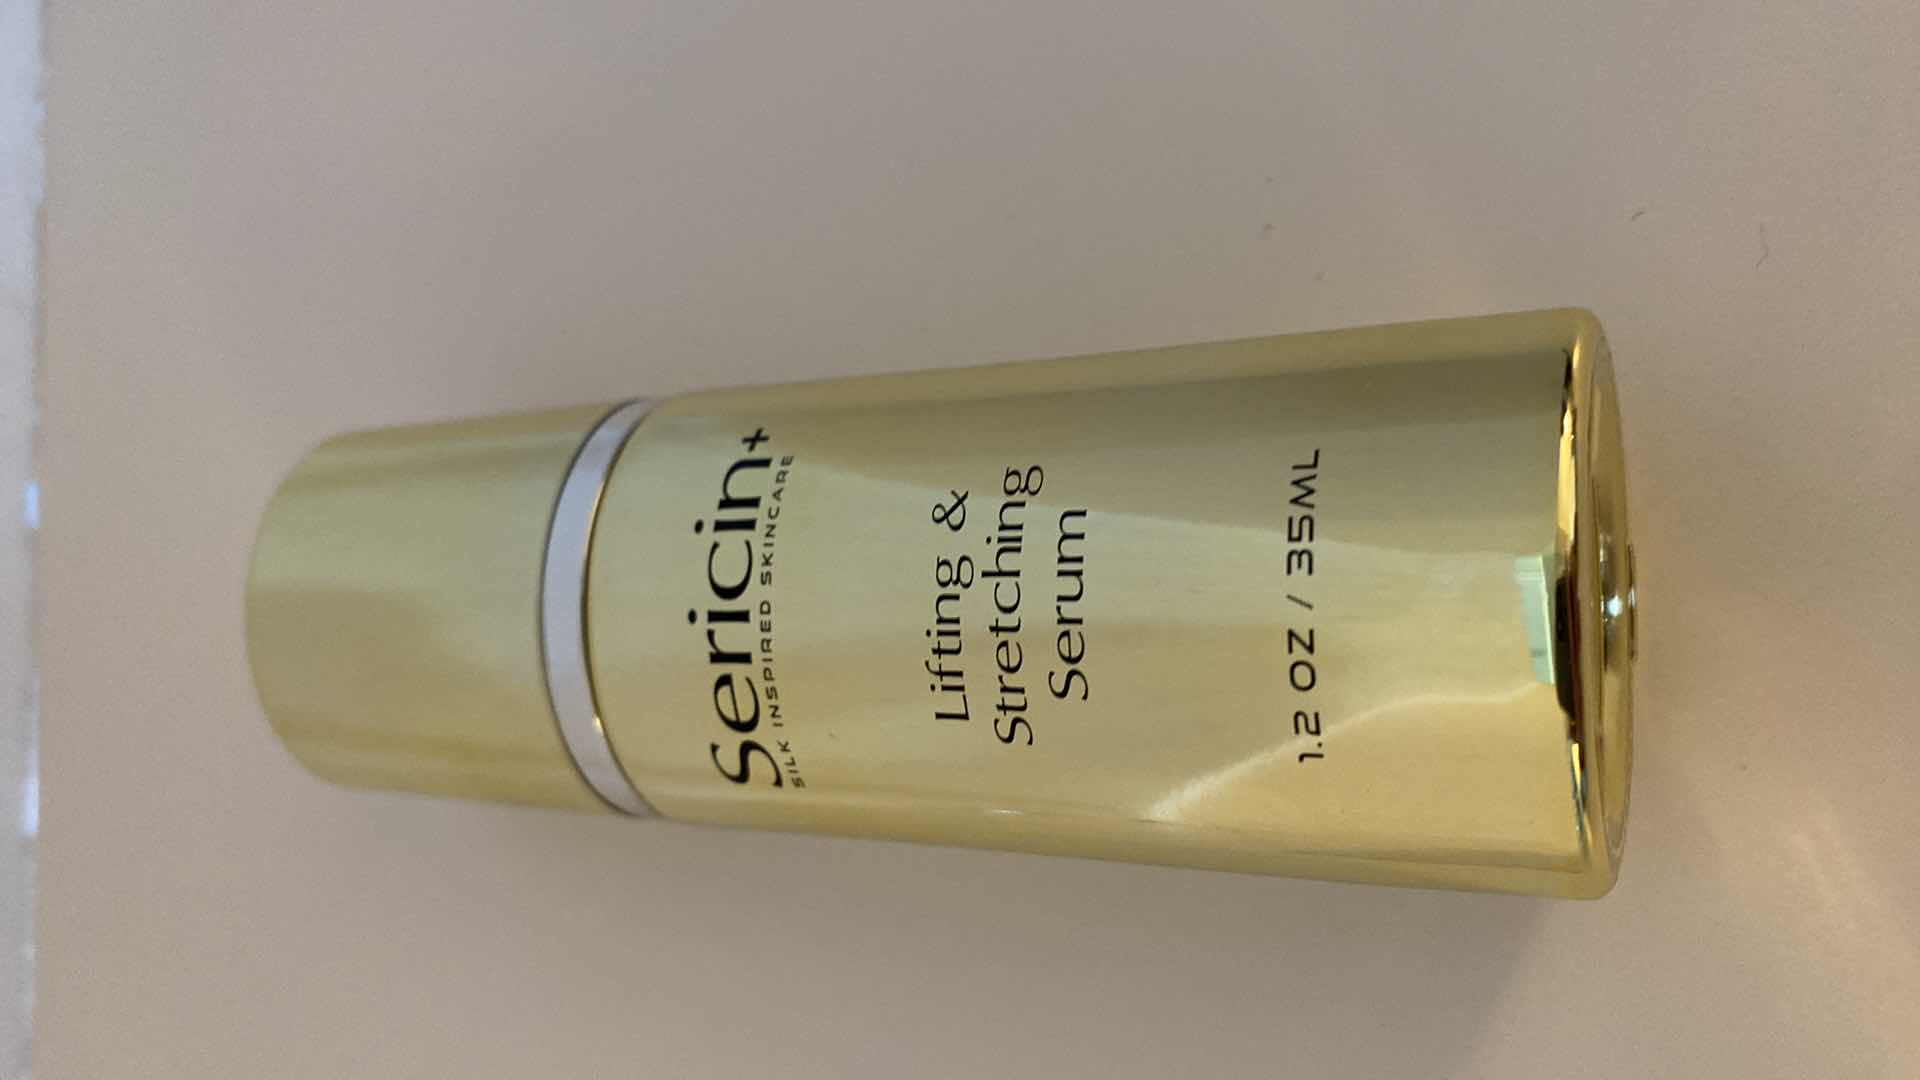 Sericin+
SILK INSPIRED SKINCARE
Lifting &
Stretching
Serum
1.2 OZ / 35ML